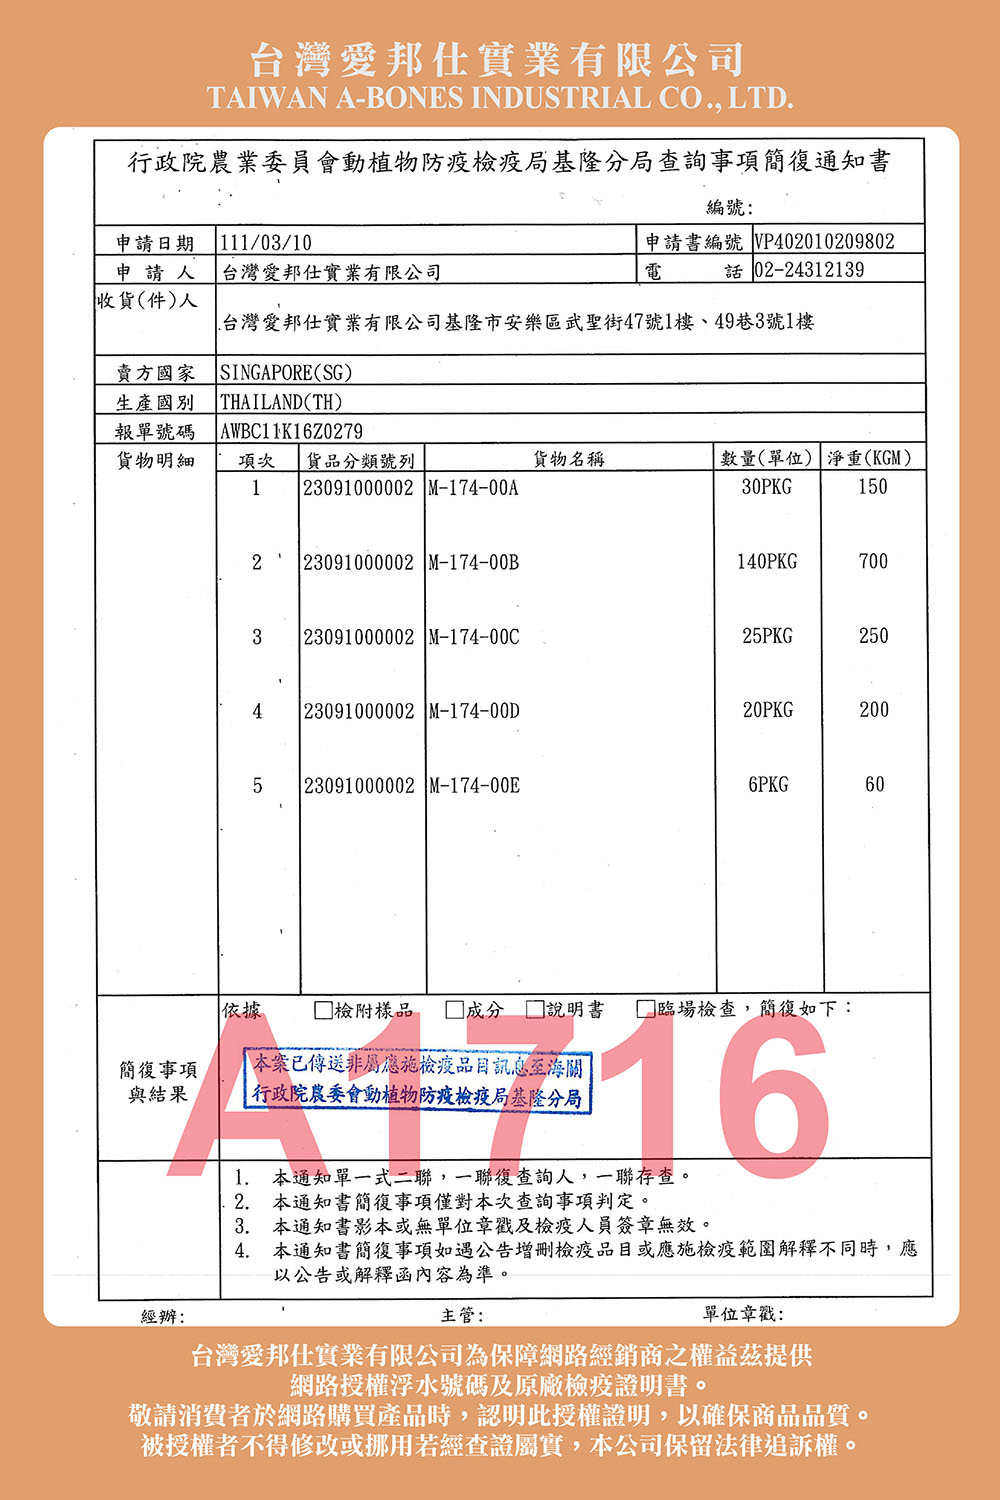 台灣愛邦仕實業有限公司
TAIWAN A-BONES INDUSTRIAL CO., LTD.
行政院農業委員會動植物防疫檢疫局基隆分局查詢事項簡復通知書
編號:
申請日期 111/03/10 申請書編號 VP402010209802
申請人 台灣愛邦仕實業有限公司 電話 02-24312139
收貨(件)人
台灣愛邦仕實業有限公司基隆市安樂區武聖街47號1樓、49巷3號1樓
賣方國家 SINGAPORE(SG)
生產國別 THAILAND(TH)
報單號碼 AWBC11K16Z0279
貨物明細 項次 貨品分類號列 貨物名稱 數量(單位) 淨重(KGM)
1 23091000002 M-174-00A 30PKG 150
2 23091000002 M-174-00B 140PKG 700
3 23091000002 M-174-00C 25PKG 250
4 23091000002 M-174-00D 20PKG 200
5 23091000002 M-174-00E 6PKG 60
依據 □檢附樣品 □成分 □說明書 □臨場檢查，簡復如下：
簡復事項
與結果
本案已傳送非屬應施檢疫品目訊息至海關
行政院農委會動植物防疫檢疫局基隆分局
A1716
1. 本通知單一式二聯，一聯復查詢人，一聯存查。
2. 本通知書簡復事項僅對本次查詢事項判定。
3. 本通知書影本或無單位章戳及檢疫人員簽章無效。
4. 本通知書簡復事項如遇公告增刪檢疫品目或應施檢疫範圍解釋不同時，應
以公告或解釋函內容為準。
經辦: 主管: 單位章戳:
台灣愛邦仕實業有限公司為保障網路經銷商之權益茲提供
網路授權浮水號碼及原廠檢疫證明書。
敬請消費者於網路購買產品時，認明此授權證明，以確保商品品質。
被授權者不得修改或挪用若經查證屬實，本公司保留法律追訴權。